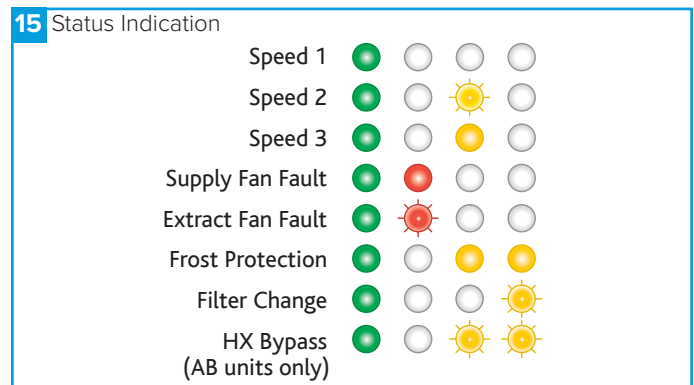 15 Status Indication
Speed 1
Speed 2
Speed 3
Supply Fan Fault
Extract Fan Fault
Frost Protection
Filter Change
HX Bypass
(AB units only)